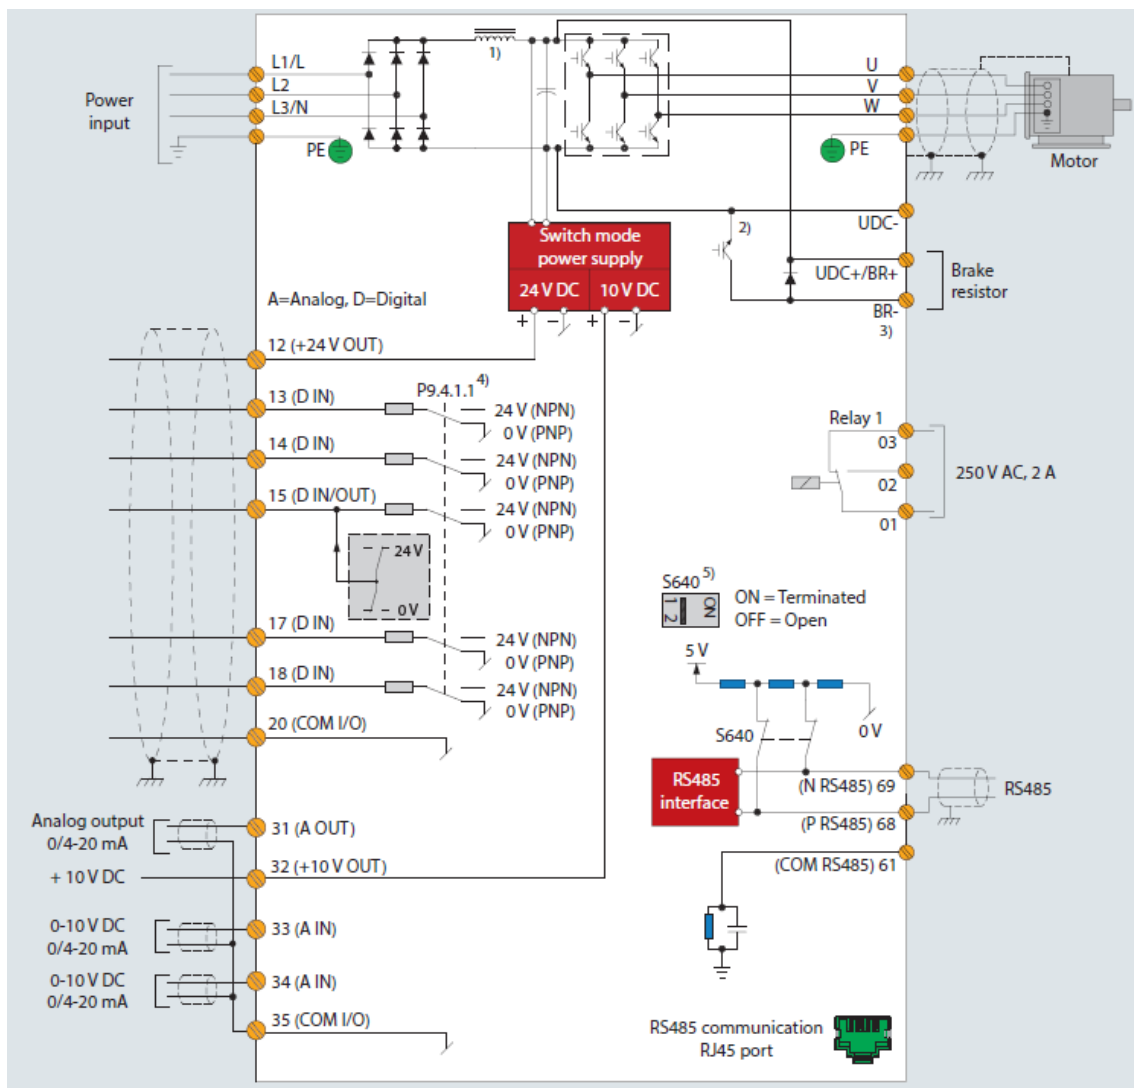 L1/L
L2
L3/N
Power
input
PE
1)
U
V
W
PE
Motor
UDC-
2)
Switch mode
power supply
24 V DC
10 V DC
+
−
+
−
UDC+/BR+
Brake
resistor
BR-
3)
A=Analog, D=Digital
12 (+24 V OUT)
P9.4.1.1 4)
13 (D IN)
24 V (NPN)
0 V (PNP)
14 (D IN)
24 V (NPN)
0 V (PNP)
15 (D IN/OUT)
24 V (NPN)
0 V (PNP)
24 V
0 V
17 (D IN)
24 V (NPN)
0 V (PNP)
18 (D IN)
24 V (NPN)
0 V (PNP)
20 (COM I/O)
Relay 1
03
02
01
250 V AC, 2 A
S640 5)
1 2
ON
ON = Terminated
OFF = Open
5 V
0 V
S640
RS485
interface
(N RS485) 69
(P RS485) 68
RS485
(COM RS485) 61
Analog output
0/4-20 mA
31 (A OUT)
+ 10 V DC
32 (+10 V OUT)
0-10 V DC
0/4-20 mA
33 (A IN)
0-10 V DC
0/4-20 mA
34 (A IN)
35 (COM I/O)
RS485 communication
RJ45 port